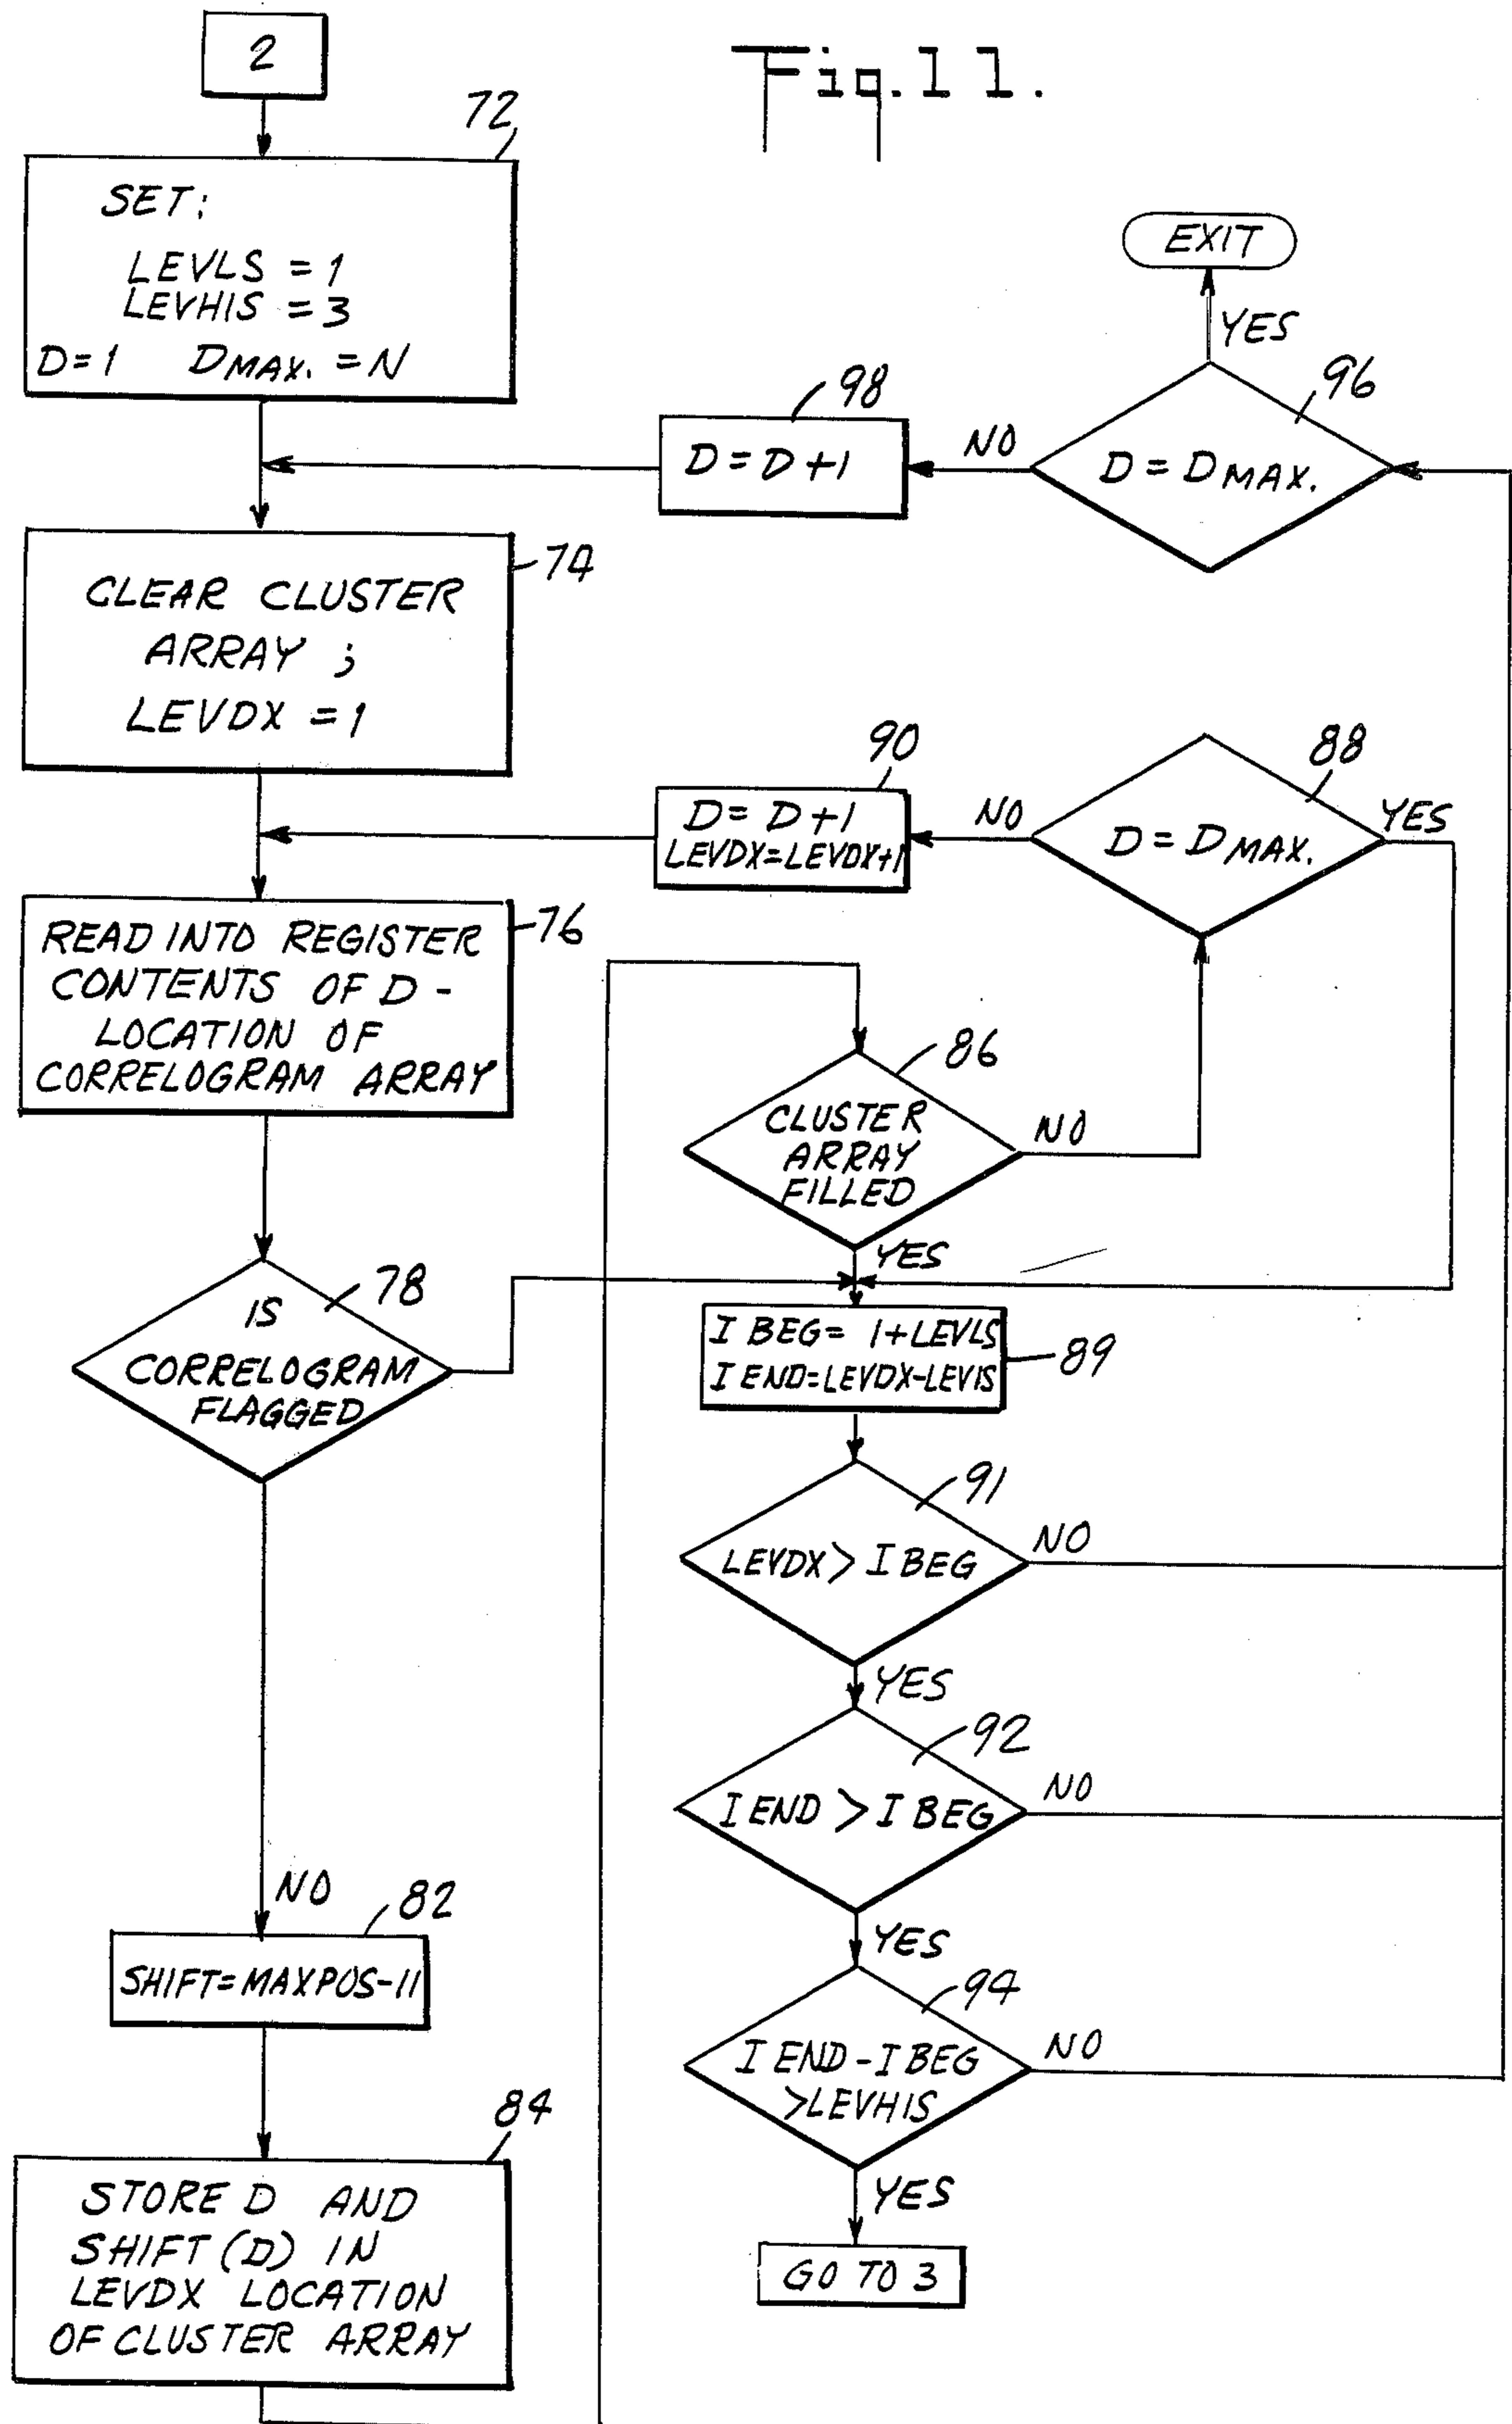 2
Fig.11.
72
SET:
LEVLS = 1
LEVHIS = 3
D=1 DMAX. = N
EXIT
YES
96
D = DMAX.
NO
98
D = D+1
74
CLEAR CLUSTER
ARRAY ;
LEVDX = 1
90
D = D+1
LEVDX=LEVDX+1
NO
88
D = DMAX.
YES
76
READ INTO REGISTER
CONTENTS OF D -
LOCATION OF
CORRELOGRAM ARRAY
86
CLUSTER
ARRAY
FILLED
NO
YES
78
IS
CORRELOGRAM
FLAGGED
I BEG= 1+LEVLS
I END=LEVDX-LEVIS
89
91
LEVDX > I BEG
NO
YES
92
I END > I BEG
NO
YES
NO
82
SHIFT=MAXPOS-11
94
I END - I BEG
>LEVHIS
NO
YES
GO TO 3
84
STORE D AND
SHIFT (D) IN
LEVDX LOCATION
OF CLUSTER ARRAY